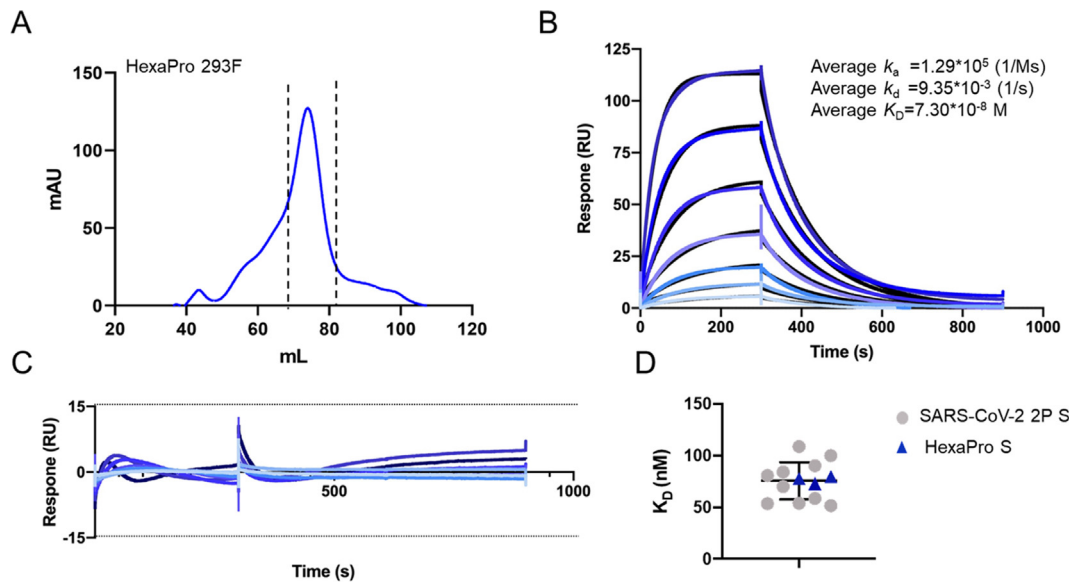 A
HexaPro 293F
150
100
50
0
mAU
20
40
60
80
100
120
mL
B
Average ka =1.29*10⁵ (1/Ms)
Average kd =9.35*10⁻³ (1/s)
Average KD=7.30*10⁻⁸ M
125
100
75
50
25
0
Respone (RU)
0
200
400
600
800
1000
Time (s)
C
15
0
-15
Respone (RU)
500
1000
Time (s)
D
150
100
50
0
KD (nM)
SARS-CoV-2 2P S
HexaPro S